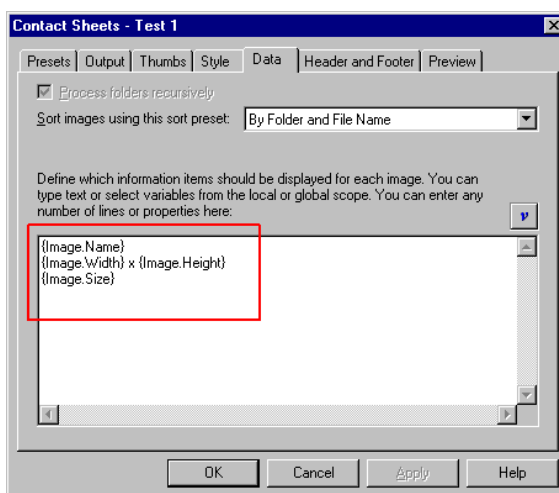 Contact Sheets - Test 1
Presets Output Thumbs Style Data Header and Footer Preview
Process folders recursively
Sort images using this sort preset: By Folder and File Name
Define which information items should be displayed for each image. You can
type text or select variables from the local or global scope. You can enter any
number of lines or properties here:
v
{Image.Name}
{Image.Width} x {Image.Height}
{Image.Size}
OK Cancel Apply Help